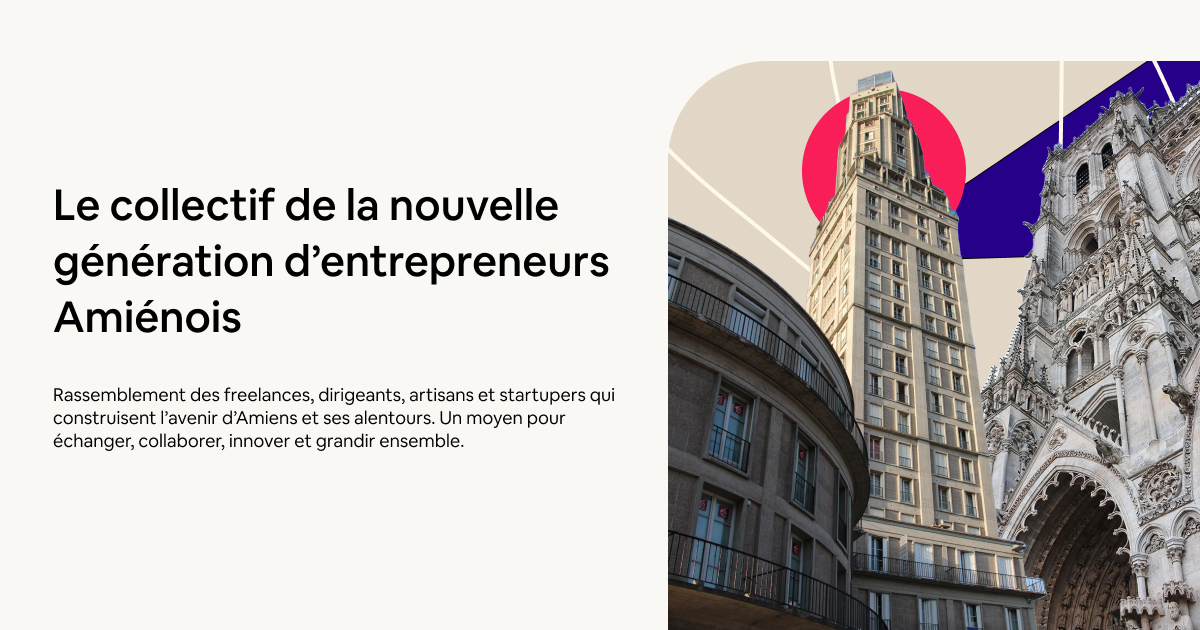 Le collectif de la nouvelle
génération d’entrepreneurs
Amiénois
Rassemblement des freelances, dirigeants, artisans et startupers qui
construisent l’avenir d’Amiens et ses alentours. Un moyen pour
échanger, collaborer, innover et grandir ensemble.